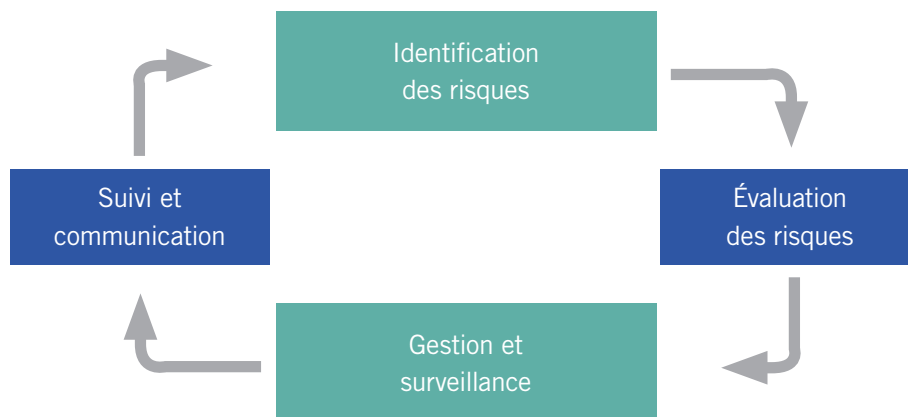 Identification
des risques
Évaluation
des risques
Gestion et
surveillance
Suivi et
communication